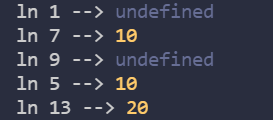 ln 1 --> undefined
ln 7 --> 10
ln 9 --> undefined
ln 5 --> 10
ln 13 --> 20